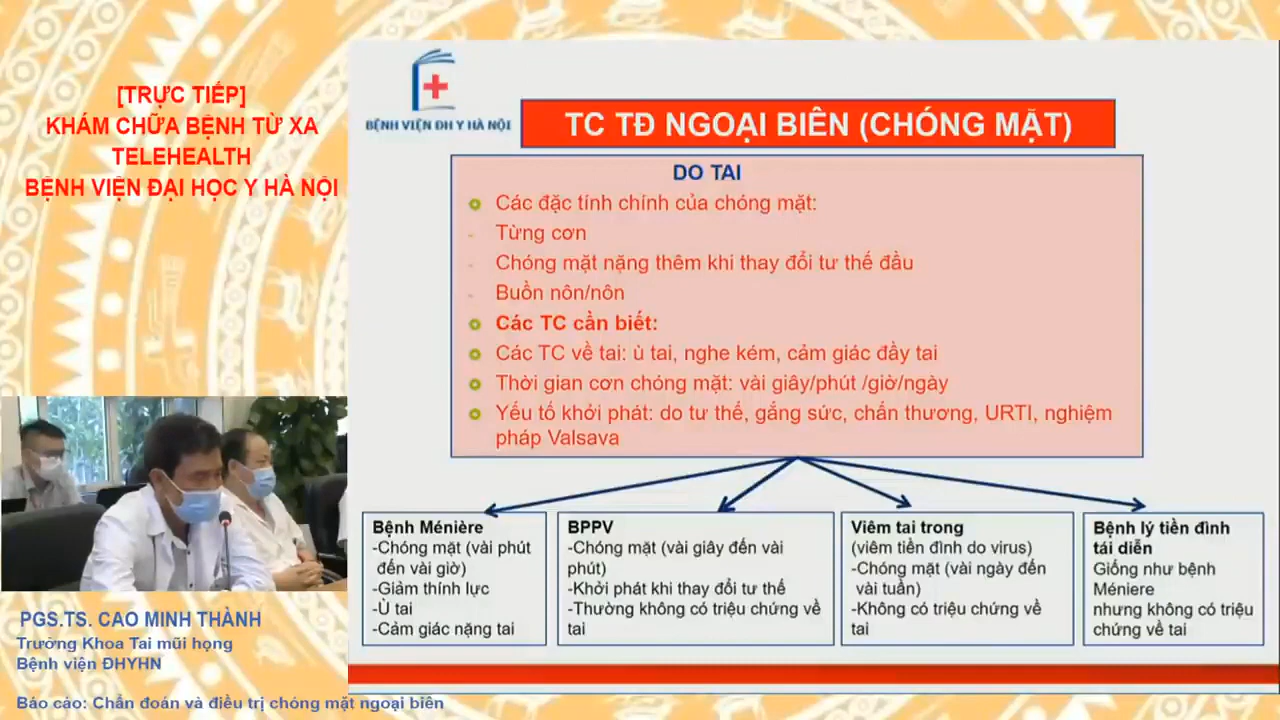 [TRỰC TIẾP]
KHÁM CHỮA BỆNH TỪ XA
TELEHEALTH
BỆNH VIỆN ĐẠI HỌC Y HÀ NỘI
BỆNH VIỆN ĐH Y HÀ NỘI
TC TĐ NGOẠI BIÊN (CHÓNG MẶT)
DO TAI
Các đặc tính chính của chóng mặt:
- Từng cơn
- Chóng mặt nặng thêm khi thay đổi tư thế đầu
- Buồn nôn/nôn
Các TC cần biết:
Các TC về tai: ù tai, nghe kém, cảm giác đầy tai
Thời gian cơn chóng mặt: vài giây/phút /giờ/ngày
Yếu tố khởi phát: do tư thế, gắng sức, chấn thương, URTI, nghiệm
pháp Valsava
Bệnh Ménière
-Chóng mặt (vài phút
đến vài giờ)
-Giảm thính lực
-Ù tai
-Cảm giác nặng tai
BPPV
-Chóng mặt (vài giây đến vài
phút)
-Khởi phát khi thay đổi tư thế
-Thường không có triệu chứng về
tai
Viêm tai trong
(viêm tiền đình do virus)
-Chóng mặt (vài ngày đến
vài tuần)
-Không có triệu chứng về
tai
Bệnh lý tiền đình
tái diễn
Giống như bệnh
Méniere
nhưng không có triệu
chứng về tai
PGS.TS. CAO MINH THÀNH
Trưởng Khoa Tai mũi họng
Bệnh viện ĐHYHN
Báo cáo: Chẩn đoán và điều trị chóng mặt ngoại biên